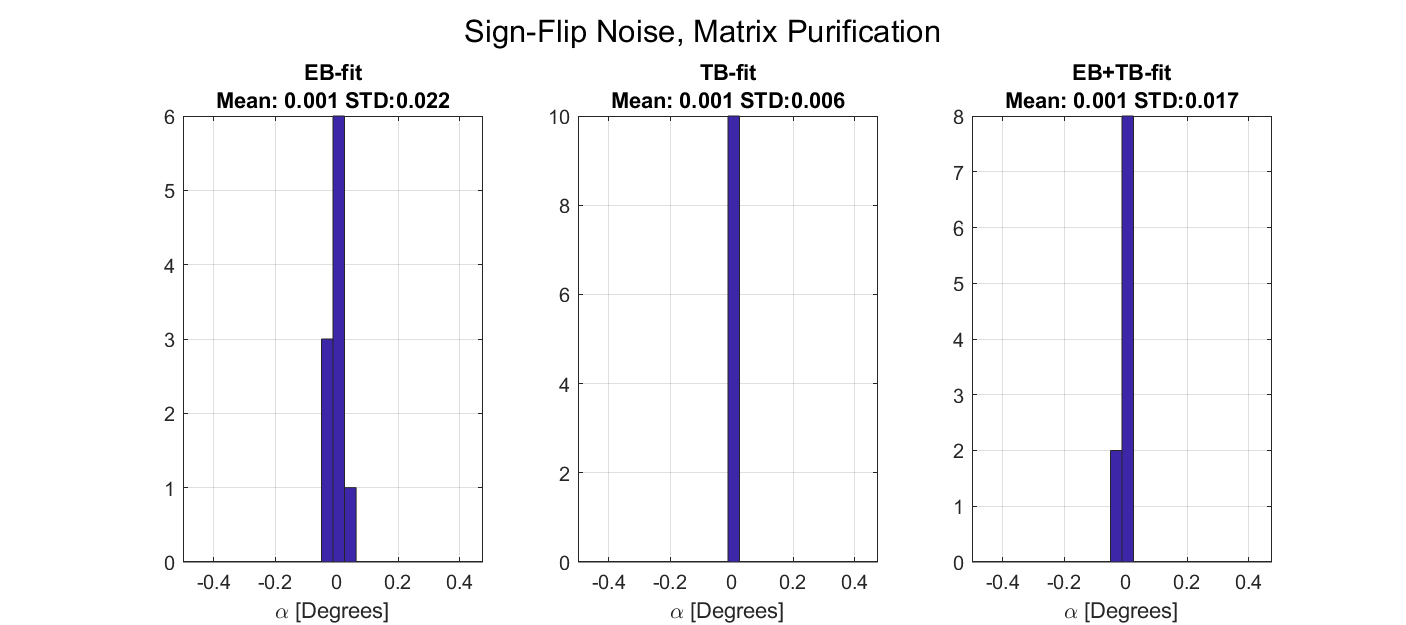 Sign-Flip Noise, Matrix Purification
EB-fit
Mean: 0.001 STD:0.022
6
5
4
3
2
1
0
-0.4 -0.2 0 0.2 0.4
α [Degrees]
TB-fit
Mean: 0.001 STD:0.006
10
8
6
4
2
0
-0.4 -0.2 0 0.2 0.4
α [Degrees]
EB+TB-fit
Mean: 0.001 STD:0.017
8
7
6
5
4
3
2
1
0
-0.4 -0.2 0 0.2 0.4
α [Degrees]